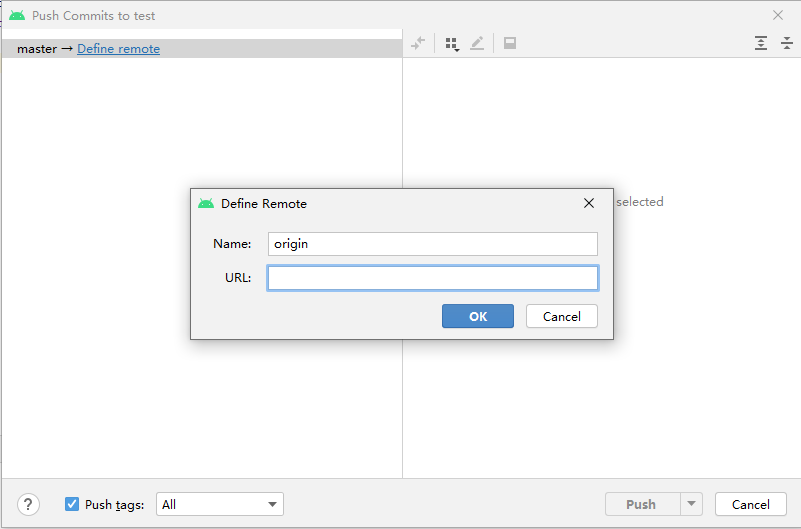 Push Commits to test
master → Define remote
selected
Define Remote
Name: origin
URL:
OK Cancel
? Push tags: All Push Cancel